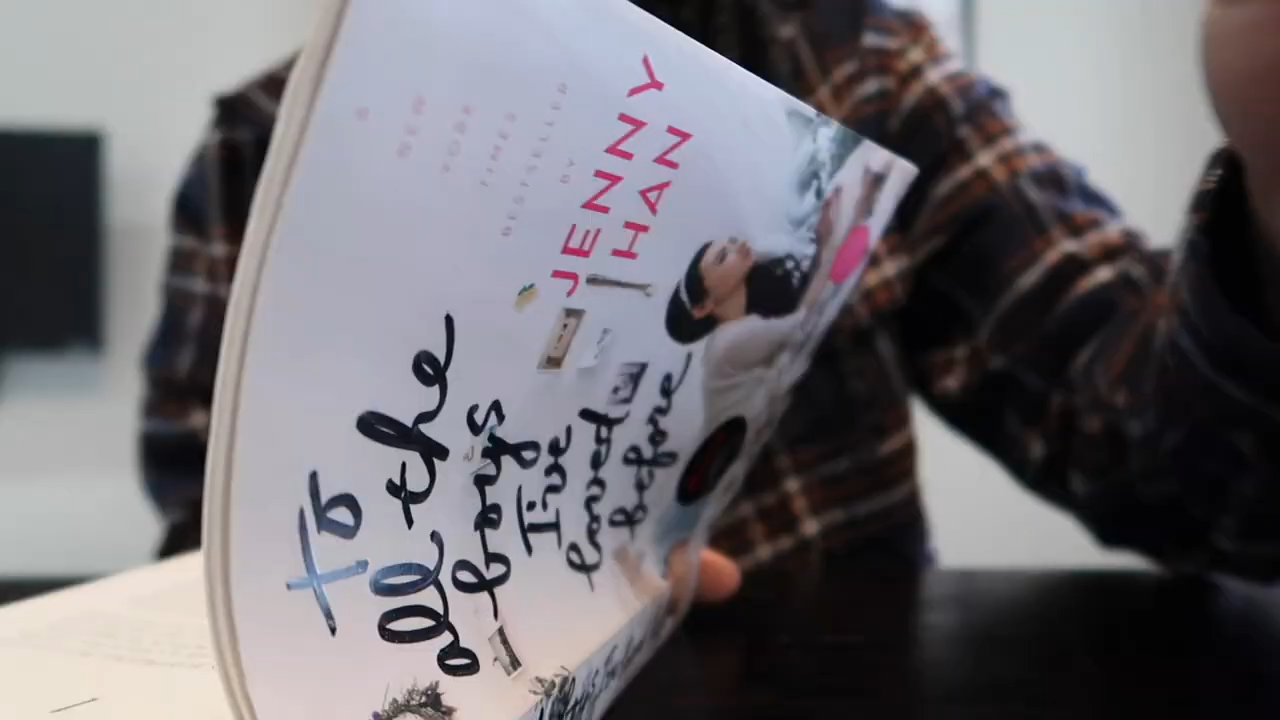 To
all the
boys
I've
loved
before
A
NEW
YORK
TIMES
BESTSELLER
BY
JENNY
HAN